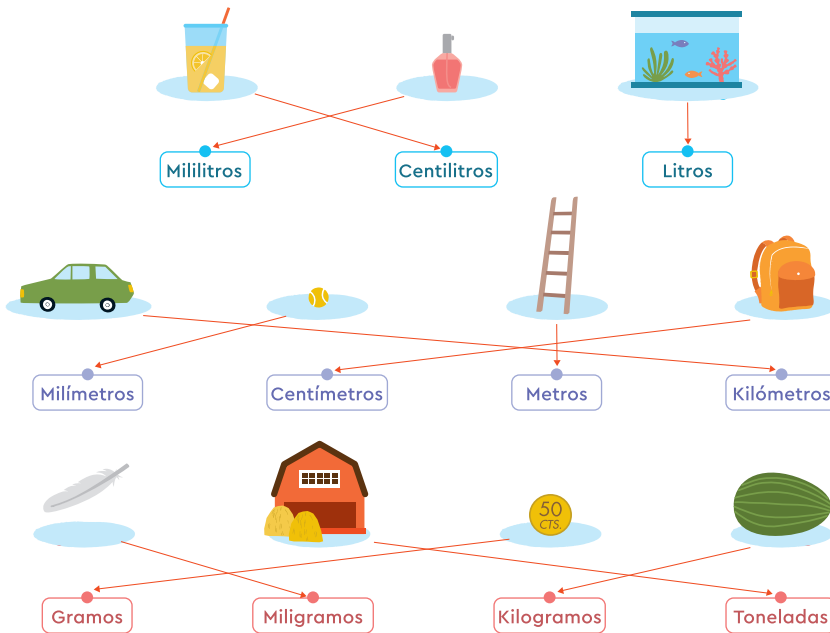 Mililitros
Centilitros
Litros
Milímetros
Centímetros
Metros
Kilómetros
50
CTS.
Gramos
Miligramos
Kilogramos
Toneladas